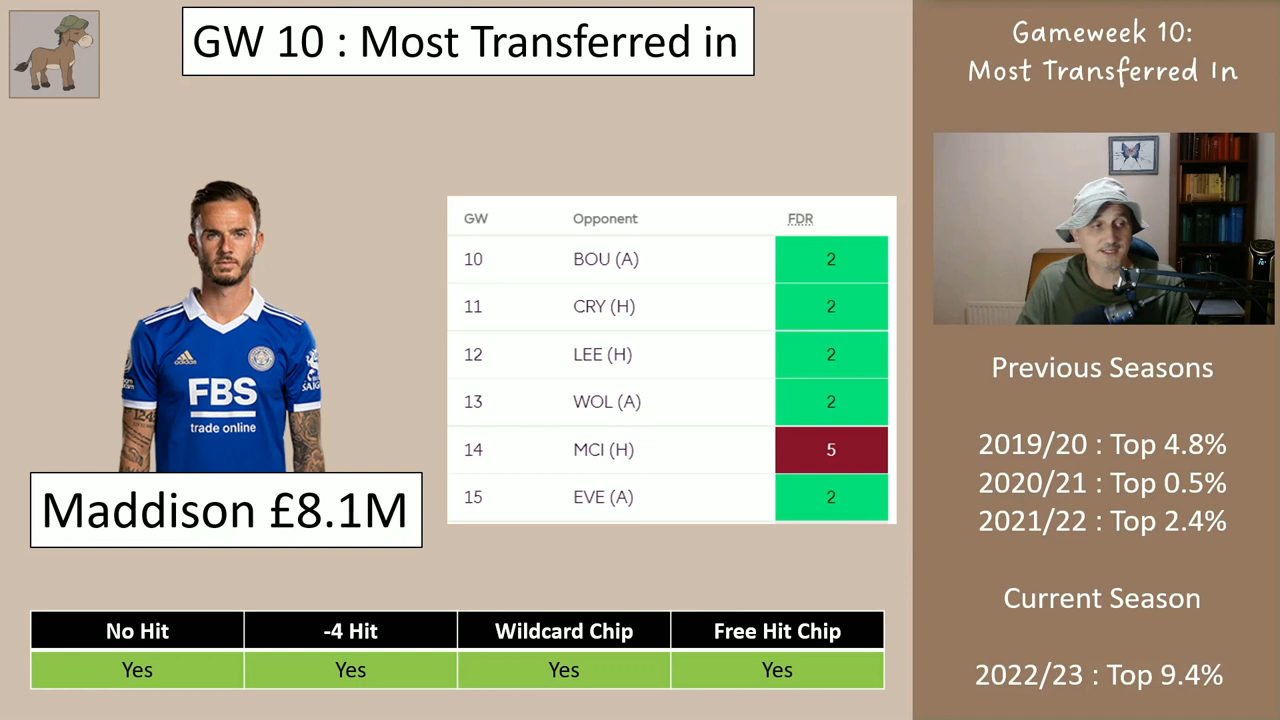 GW 10 : Most Transferred in
GW Opponent FDR
10 BOU (A) 2
11 CRY (H) 2
12 LEE (H) 2
13 WOL (A) 2
14 MCI (H) 5
15 EVE (A) 2
FBS
trade online
Maddison £8.1M
No Hit -4 Hit Wildcard Chip Free Hit Chip
Yes Yes Yes Yes
Gameweek 10:
Most Transferred In
Previous Seasons
2019/20 : Top 4.8%
2020/21 : Top 0.5%
2021/22 : Top 2.4%
Current Season
2022/23 : Top 9.4%